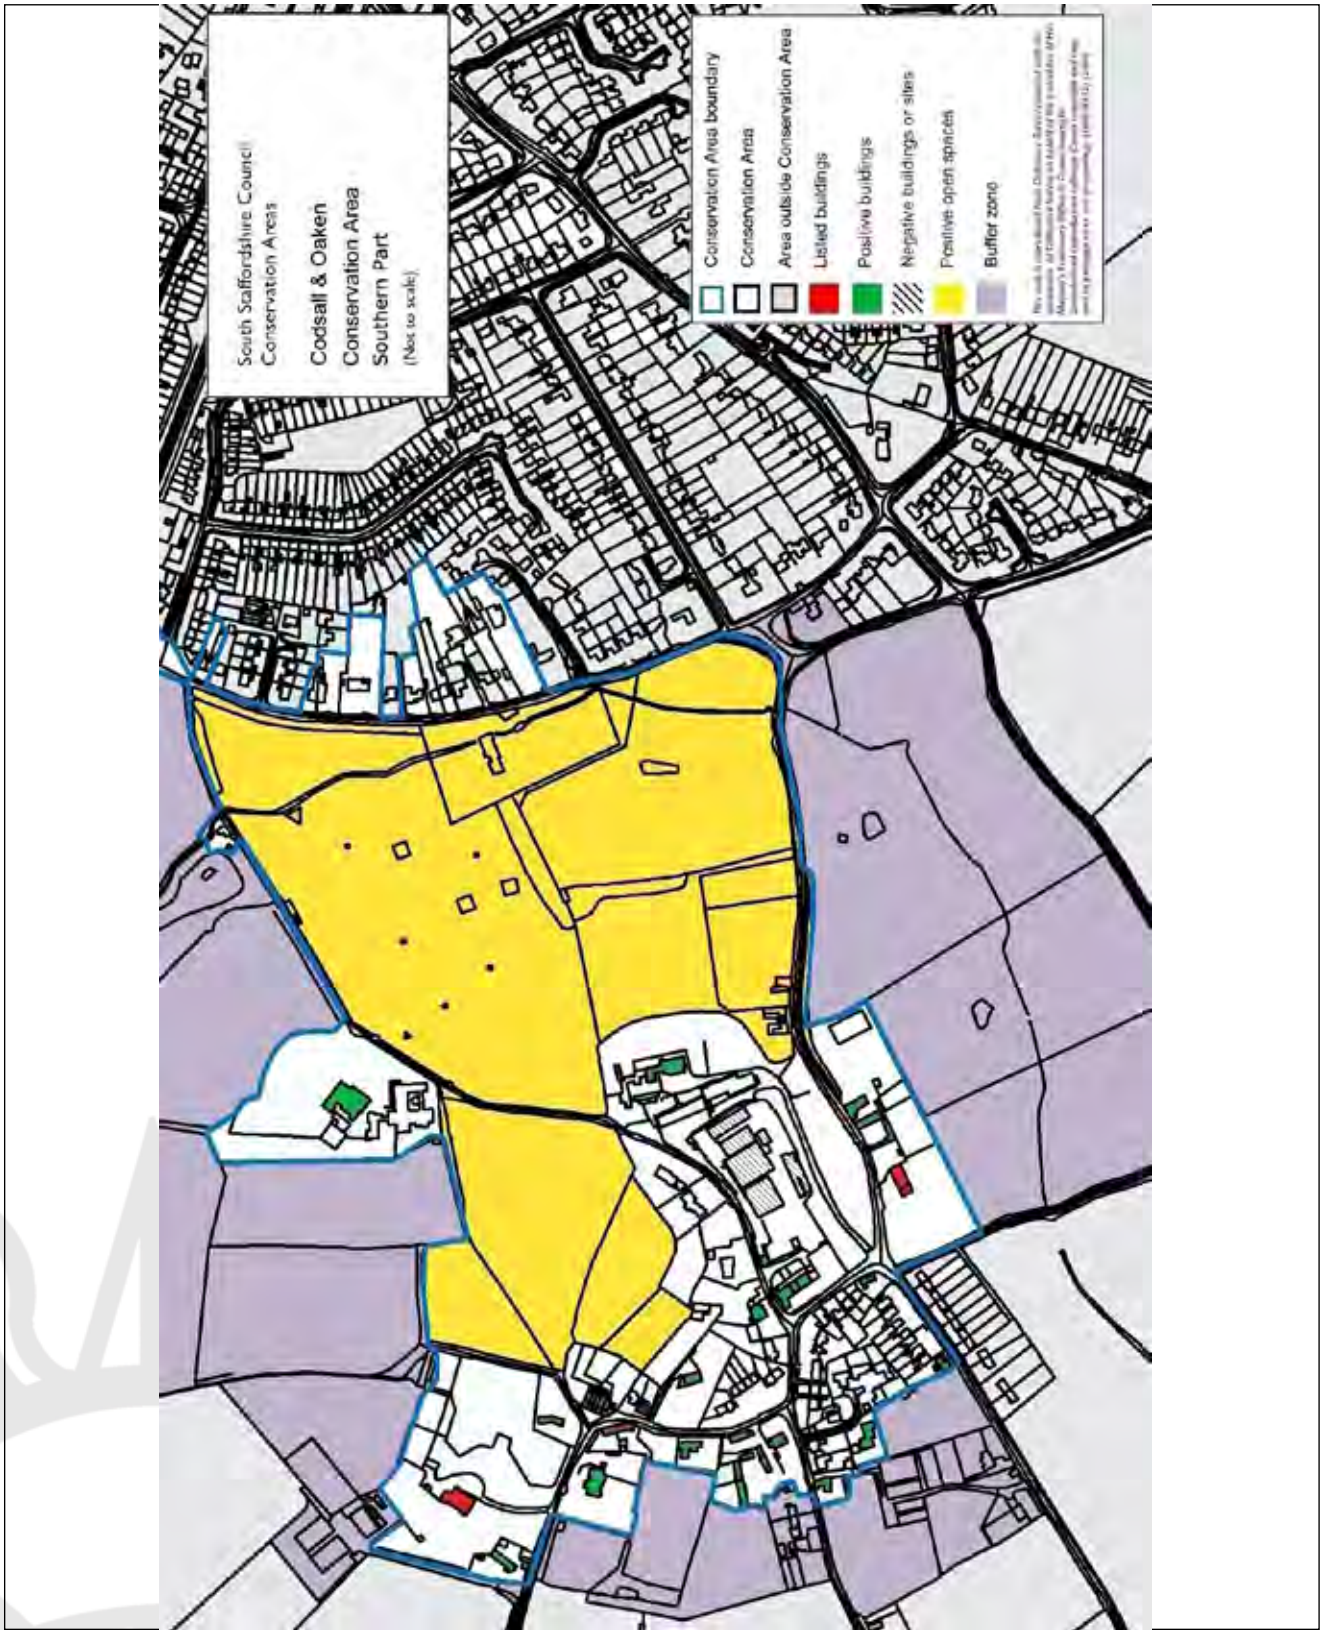 South Staffordshire Council
Conservation Areas
Codsall & Oaken
Conservation Area
Southern Part
(Not to scale)
Conservation Area boundary
Conservation Area
Area outside Conservation Area
Listed buildings
Positive buildings
Negative buildings or sites
Positive open spaces
Buffer zone